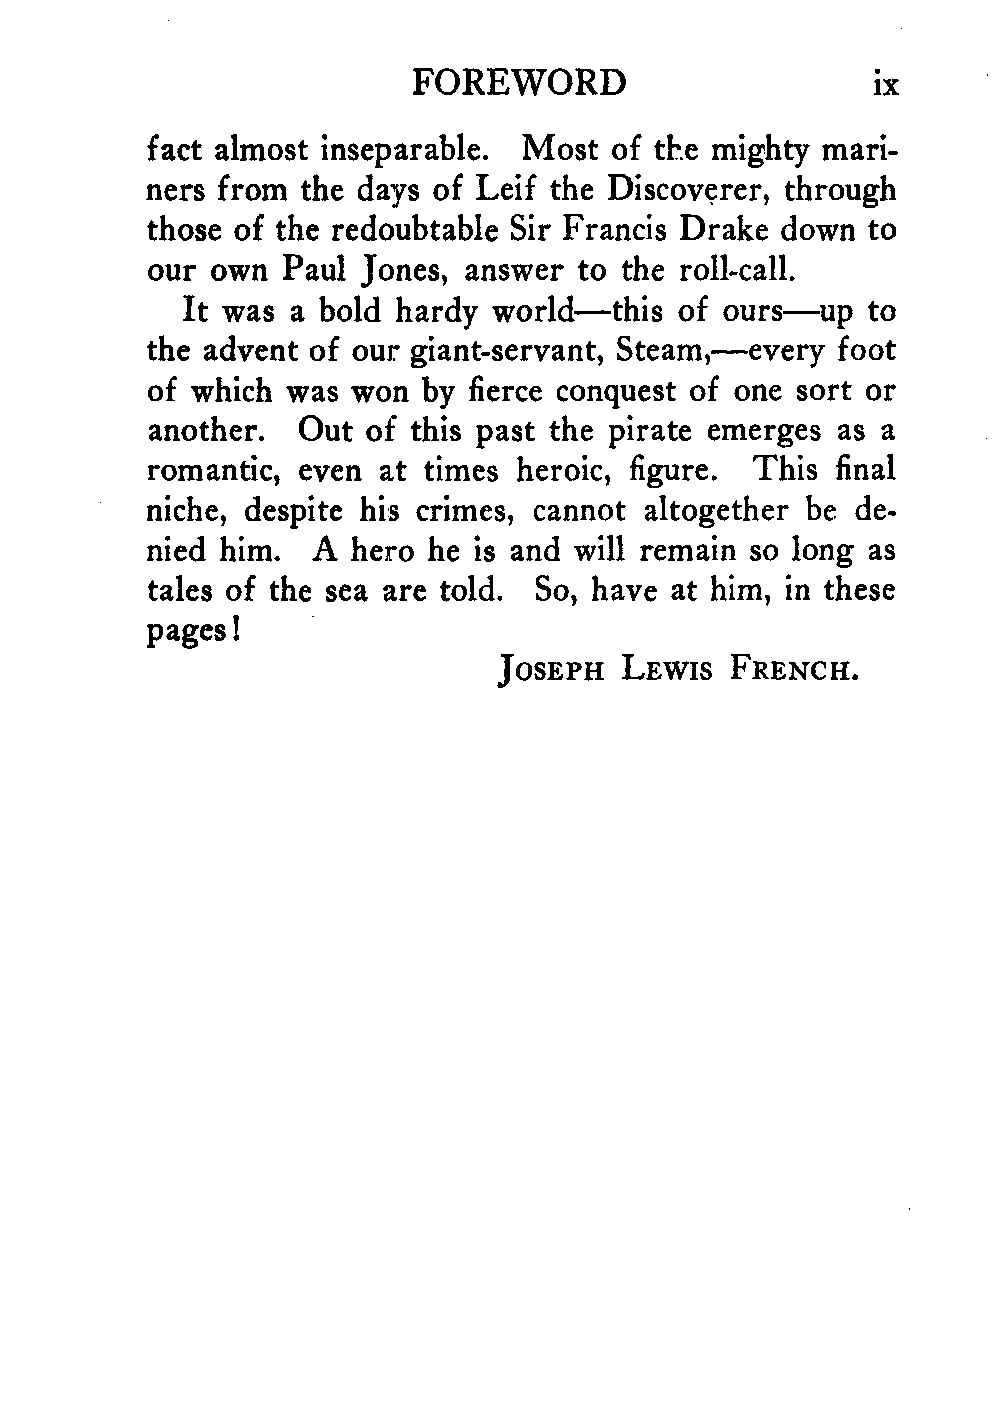 FOREWORD ix
fact almost inseparable. Most of the mighty mari-
ners from the days of Leif the Discoverer, through
those of the redoubtable Sir Francis Drake down to
our own Paul Jones, answer to the roll-call.
It was a bold hardy world—this of ours—up to
the advent of our giant-servant, Steam,—every foot
of which was won by fierce conquest of one sort or
another. Out of this past the pirate emerges as a
romantic, even at times heroic, figure. This final
niche, despite his crimes, cannot altogether be de-
nied him. A hero he is and will remain so long as
tales of the sea are told. So, have at him, in these
pages!
JOSEPH LEWIS FRENCH.